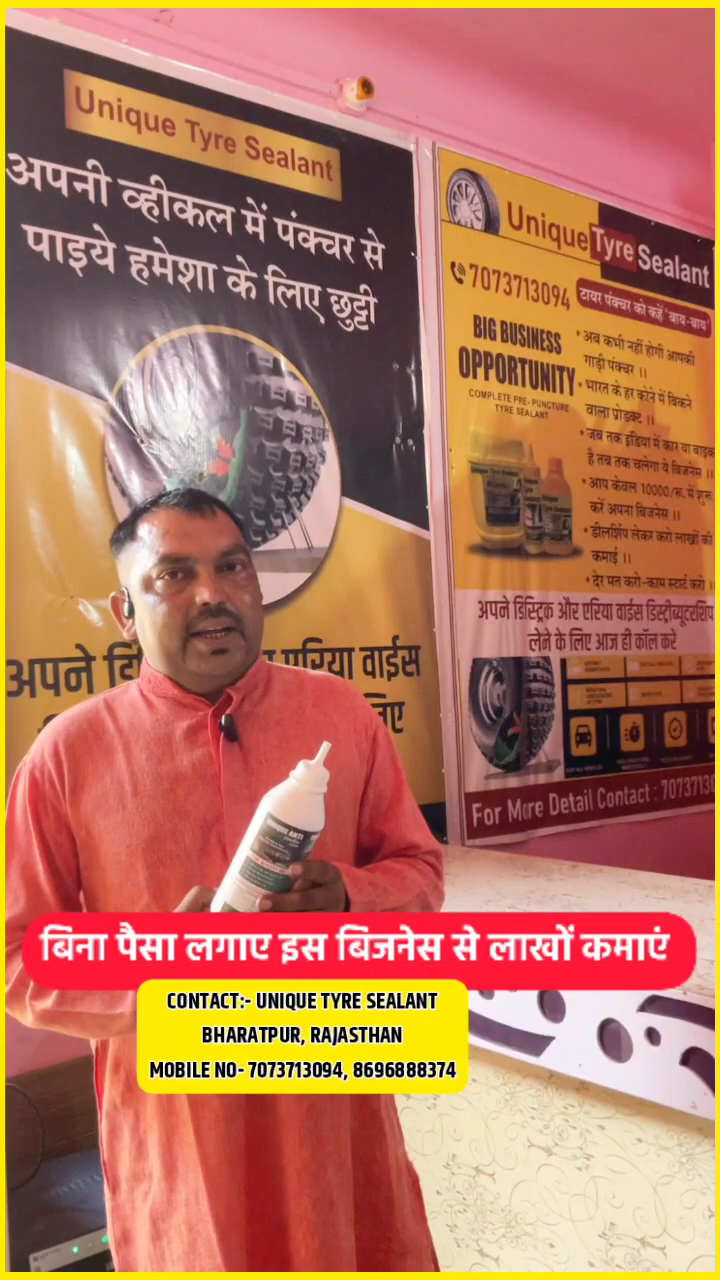 Unique Tyre Sealant
अपनी व्हीकल में पंक्चर से
पाइये हमेशा के लिए छुट्टी
अपने
एरिया वाईस
Unique Tyre Sealant
7073713094
टायर पंक्चर को कहें 'बाय-बाय'
BIG BUSINESS
OPPORTUNITY
COMPLETE PRE- PUNCTURE
TYRE SEALANT
* अब कभी नहीं होगी आपकी
गाड़ी पंक्चर ।।
* भारत के हर कोने में बिकने
वाला प्रोडक्ट ।।
* जब तक इंडिया में कार या बाइक
है तब तक चलेगा ये बिजनेस ।।
* आप केवल 10000/रू. में शुरू
करें अपना बिजनेस ।।
* डीलर्शिप लेकर करो लाखों की
कमाई ।।
* देर मत करो-काम स्टार्ट करो ।।
अपने डिस्ट्रिक और एरिया वाईस डिस्ट्रीब्यूटरशिप
लेने के लिए आज ही कॉल करे
For More Detail Contact : 70737130
UNIQUE ANTI
बिना पैसा लगाए इस बिजनेस से लाखों कमाएं
CONTACT:- UNIQUE TYRE SEALANT
BHARATPUR, RAJASTHAN
MOBILE NO- 7073713094, 8696888374